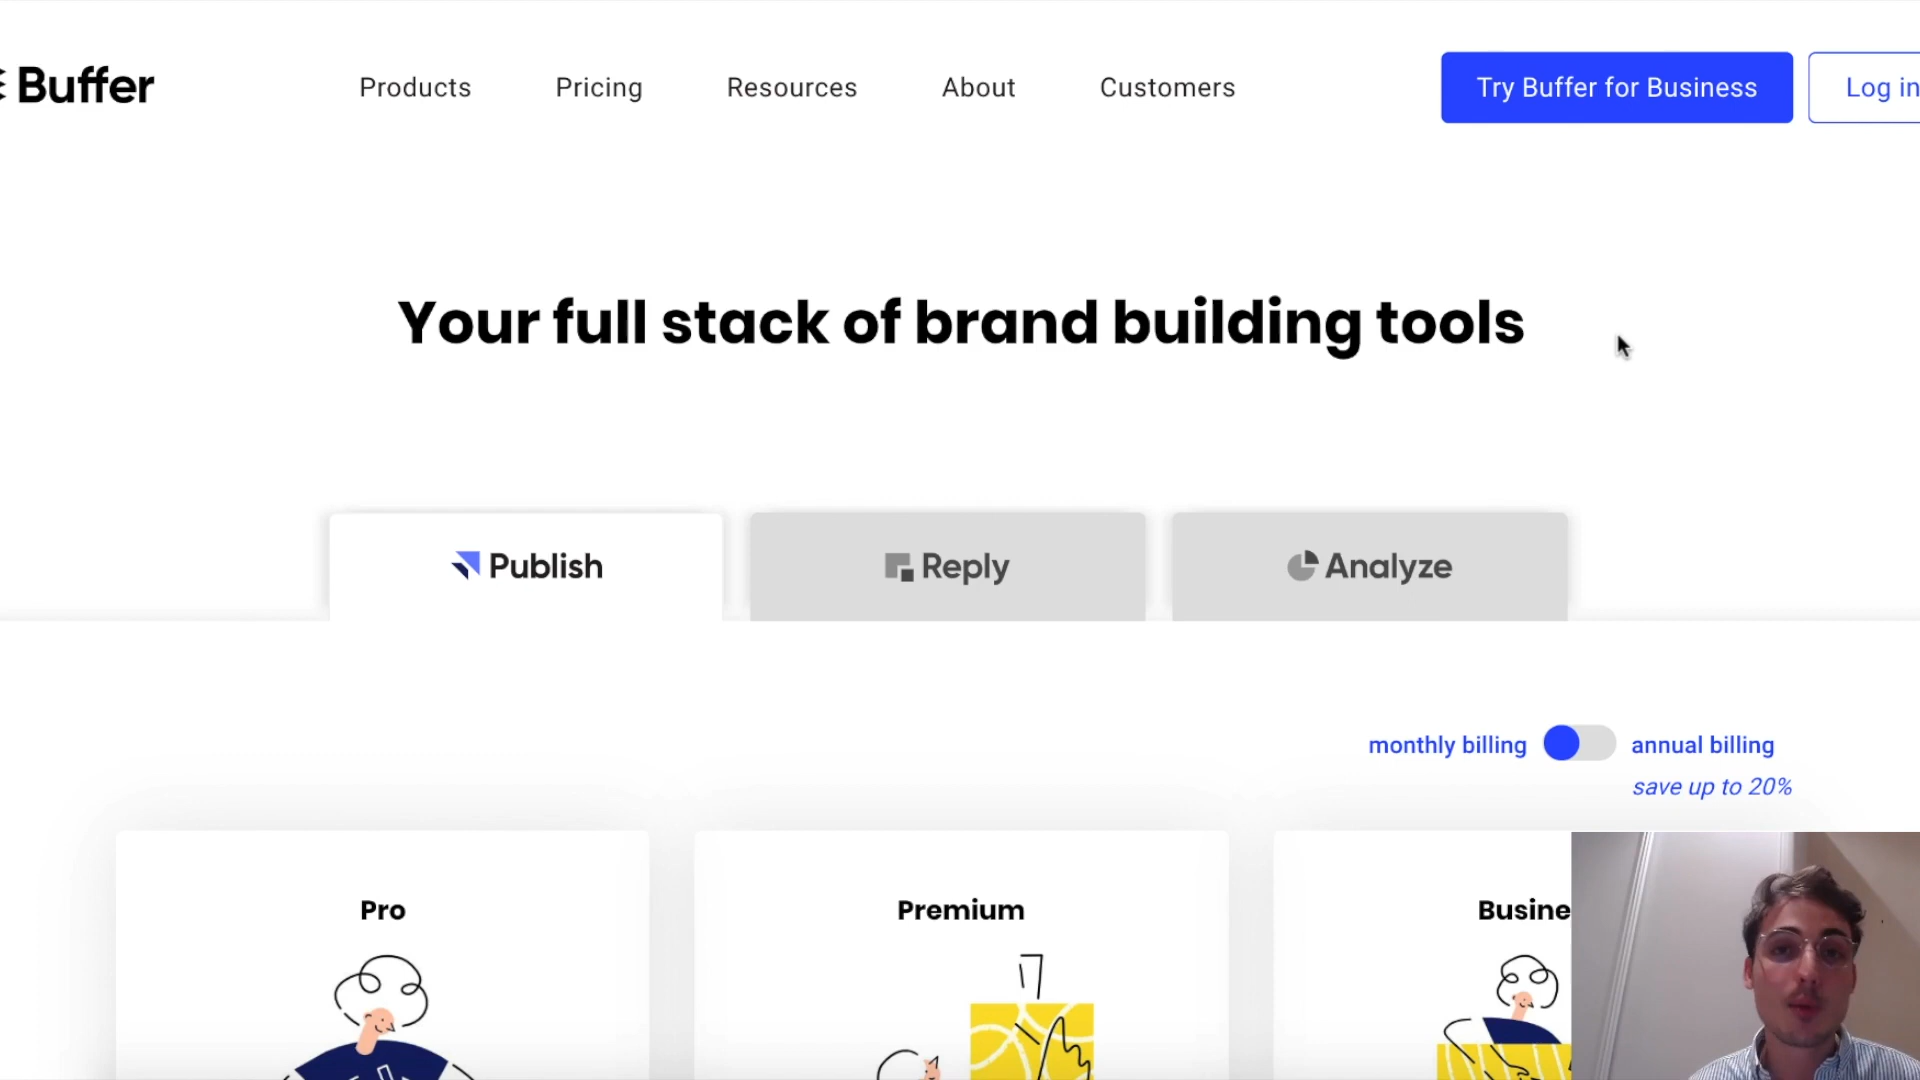 Buffer
Products Pricing Resources About Customers
Try Buffer for Business
Log in
Your full stack of brand building tools
Publish
Reply
Analyze
monthly billing
annual billing
save up to 20%
Pro
Premium
Busine